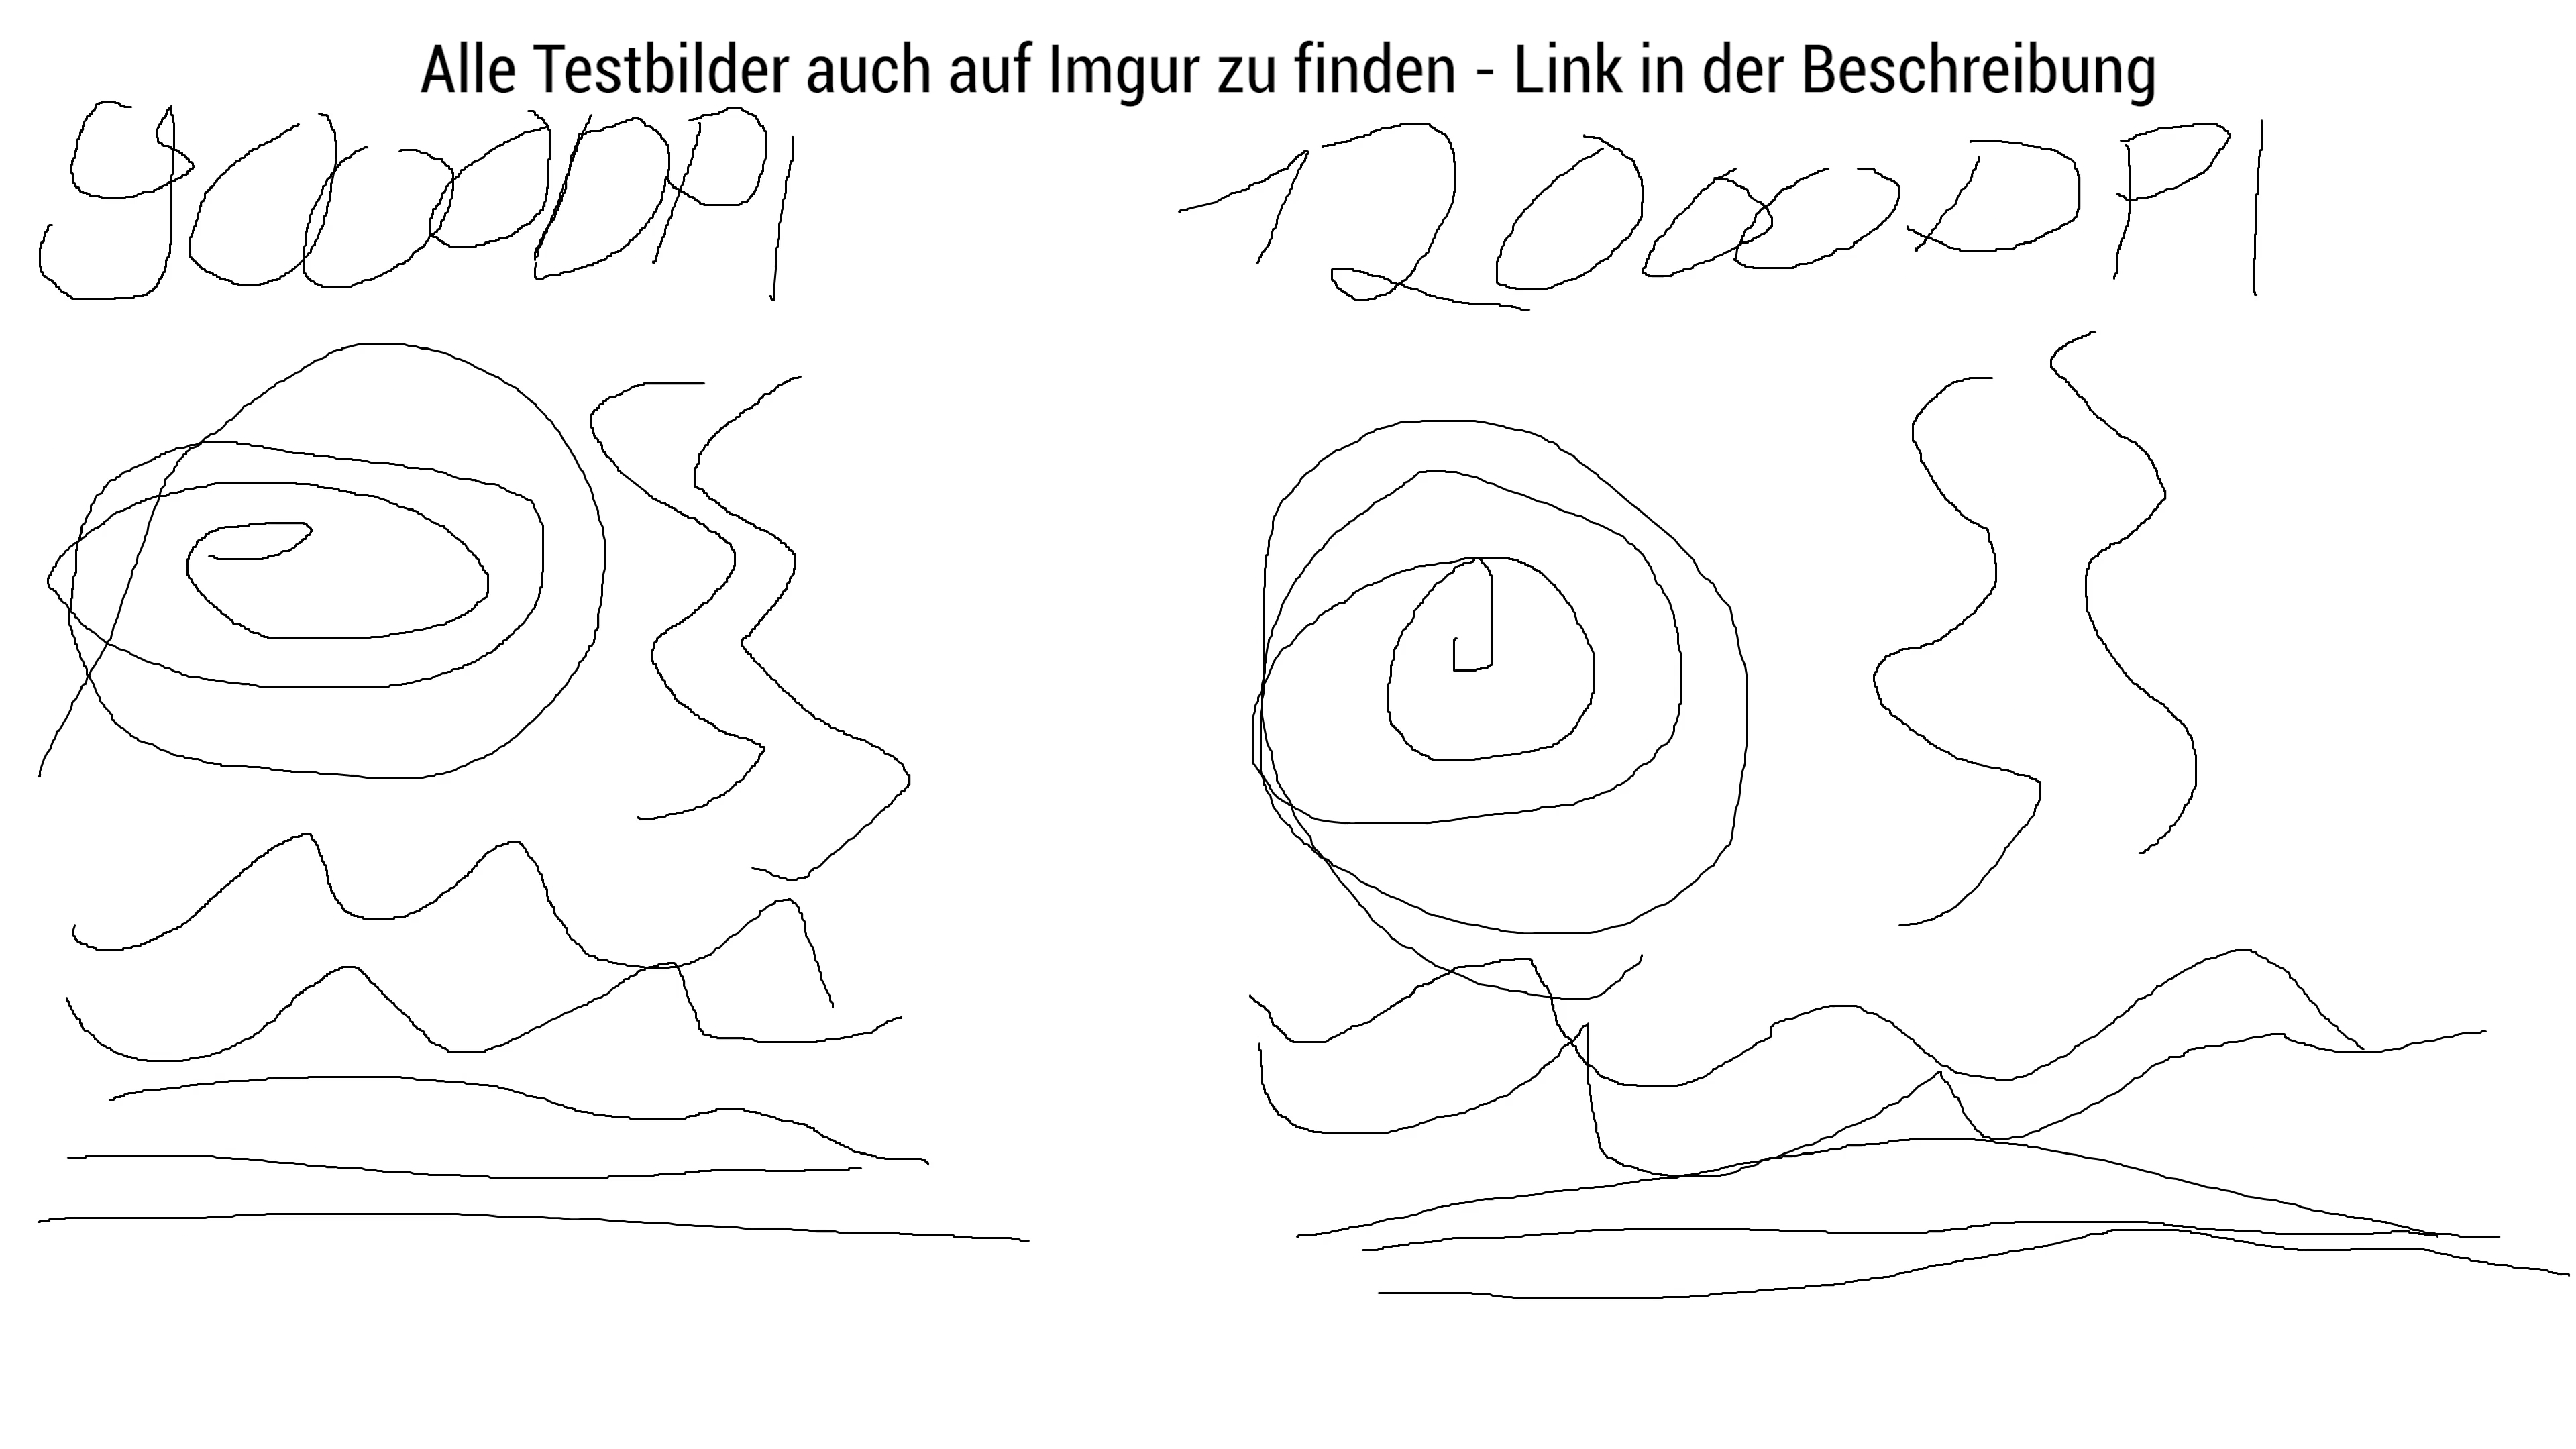 Alle Testbilder auch auf Imgur zu finden - Link in der Beschreibung
9000DPI 12000DPI